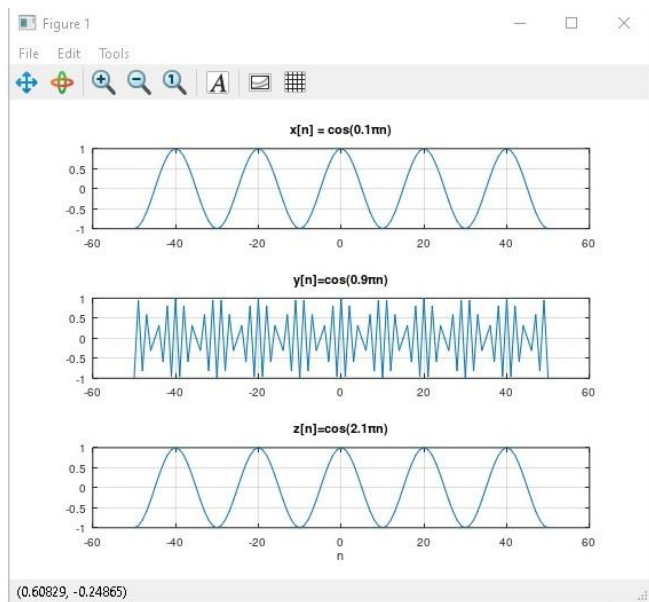 Figure 1
File Edit Tools
A
x[n] = cos(0.1πn)
1
0.5
0
-0.5
-1
-60 -40 -20 0 20 40 60
y[n]=cos(0.9πn)
1
0.5
0
-0.5
-1
-60 -40 -20 0 20 40 60
z[n]=cos(2.1πn)
1
0.5
0
-0.5
-1
-60 -40 -20 0 20 40 60
n
(0.60829, -0.24865)